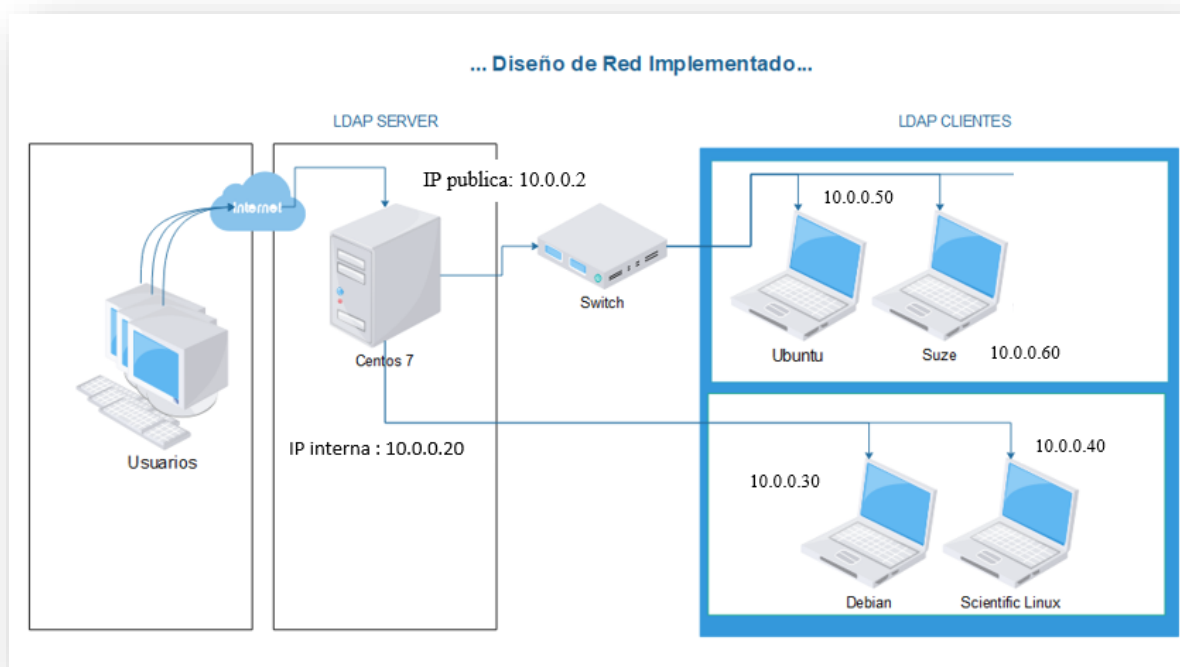 ... Diseño de Red Implementado...
LDAP SERVER
LDAP CLIENTES
IP publica: 10.0.0.2
Internet
10.0.0.50
Switch
Centos 7
Ubuntu
Suze
10.0.0.60
Usuarios
IP interna : 10.0.0.20
10.0.0.40
10.0.0.30
Debian
Scientific Linux